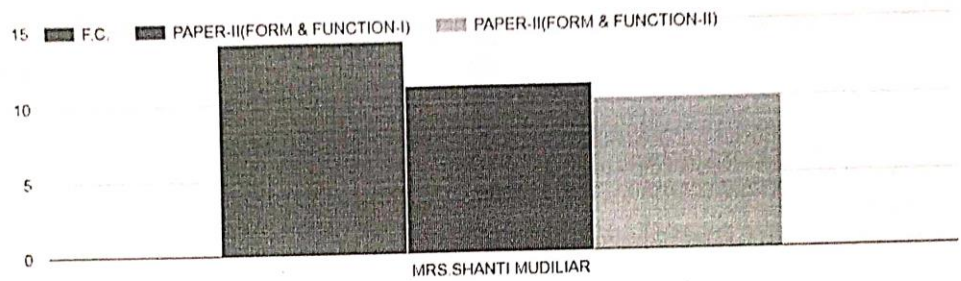 15 F.C. PAPER-II(FORM & FUNCTION-I) PAPER-II(FORM & FUNCTION-II)
10
5
0
MRS.SHANTI MUDILIAR